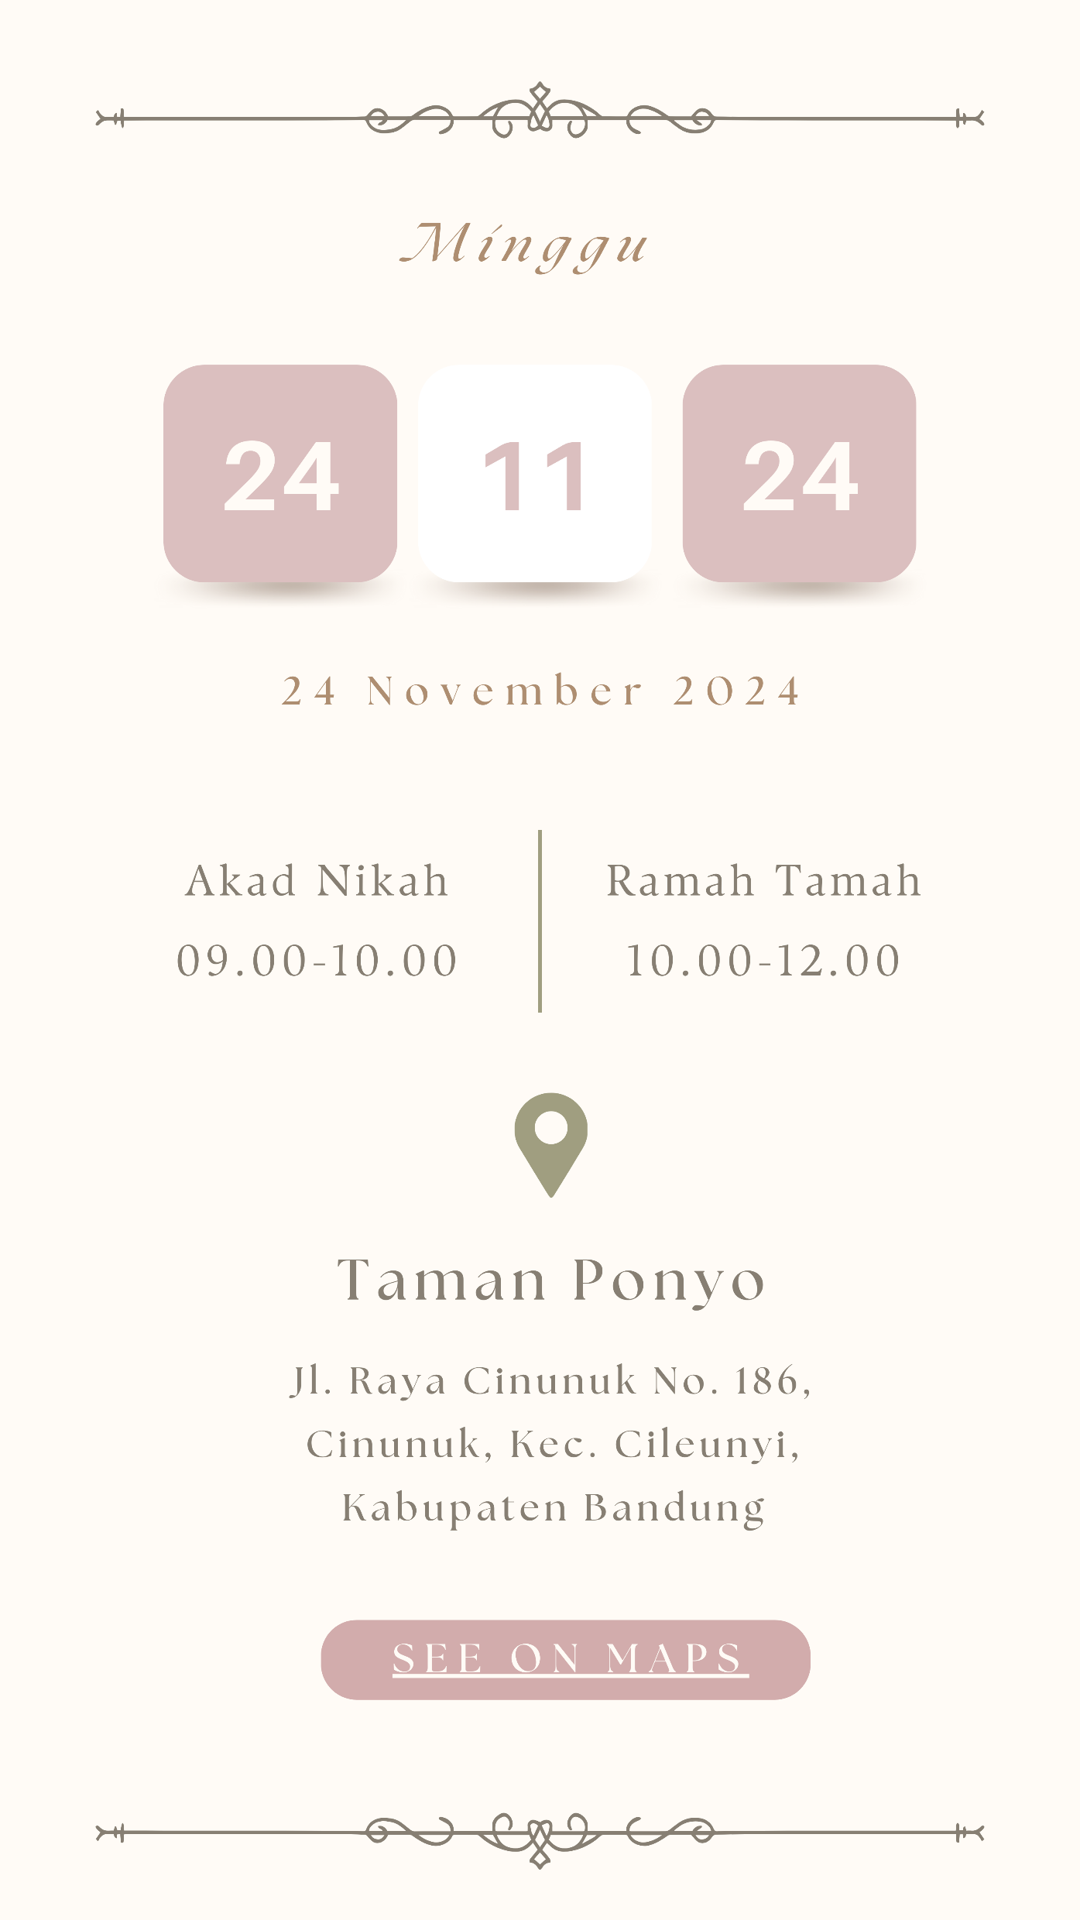 Minggu
24 11 24
24 November 2024
Akad Nikah
09.00-10.00
Ramah Tamah
10.00-12.00
Taman Ponyo
Jl. Raya Cinunuk No. 186,
Cinunuk, Kec. Cileunyi,
Kabupaten Bandung
SEE ON MAPS